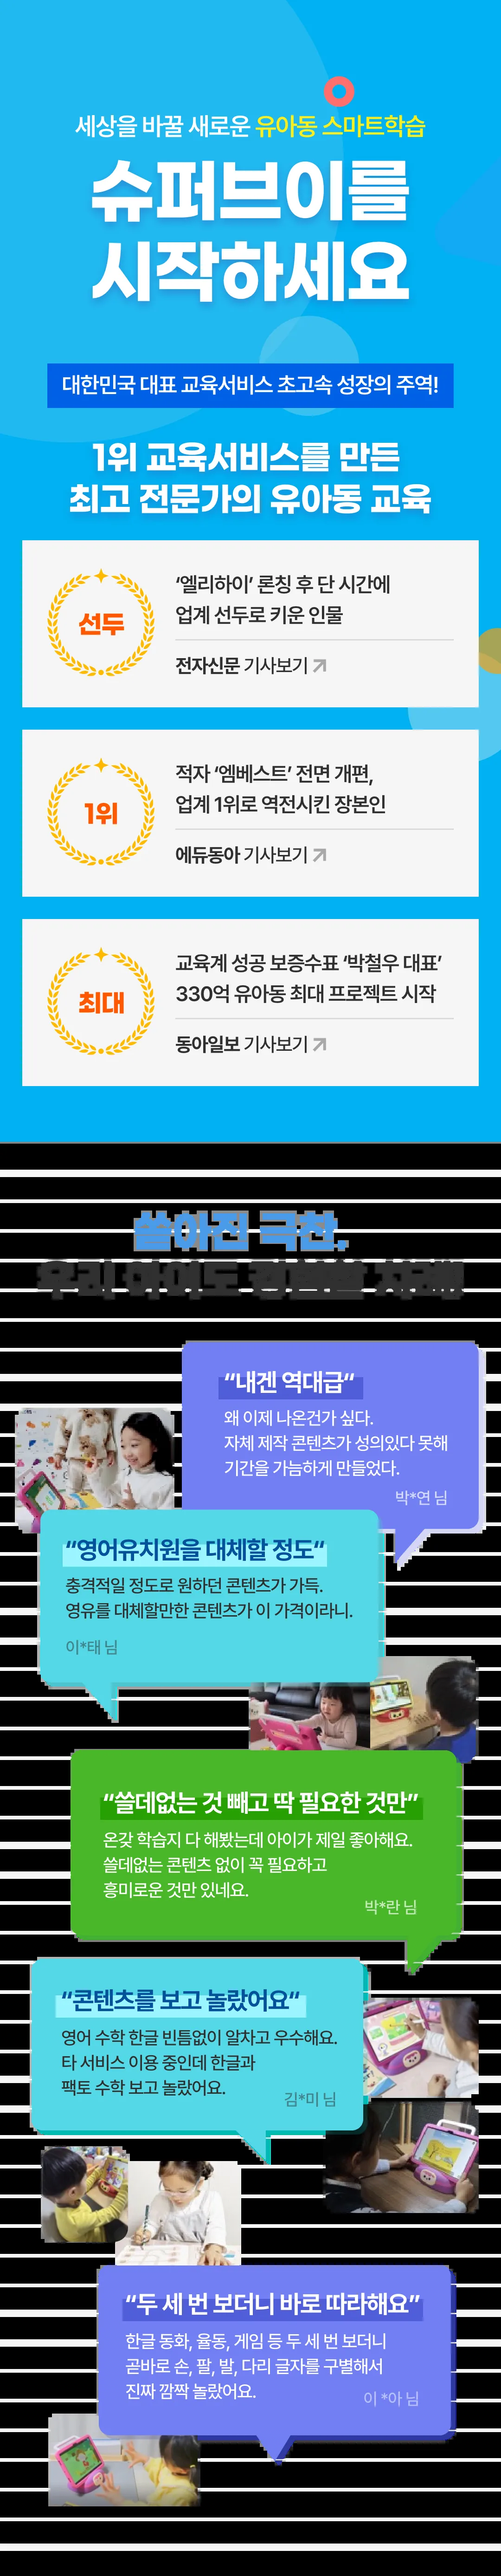 세상을 바꿀 새로운 유아동 스마트학습
슈퍼브이를
시작하세요
대한민국 대표 교육서비스 초고속 성장의 주역!
1위 교육서비스를 만든
최고 전문가의 유아동 교육
선두
‘엘리하이’ 론칭 후 단 시간에
업계 선두로 키운 인물
전자신문 기사보기
1위
적자 ‘엠베스트’ 전면 개편,
업계 1위로 역전시킨 장본인
에듀동아 기사보기
최대
교육계 성공 보증수표 ‘박철우 대표’
330억 유아동 최대 프로젝트 시작
동아일보 기사보기
쏟아진 극찬,
“내겐 역대급“
왜 이제 나온건가 싶다.
자체 제작 콘텐츠가 성의있다 못해
기간을 가늠하게 만들었다.
박*연 님
“영어유치원을 대체할 정도“
충격적일 정도로 원하던 콘텐츠가 가득.
영유를 대체할만한 콘텐츠가 이 가격이라니.
이*태 님
“쓸데없는 것 빼고 딱 필요한 것만”
온갖 학습지 다 해봤는데 아이가 제일 좋아해요.
쓸데없는 콘텐츠 없이 꼭 필요하고
흥미로운 것만 있네요.
박*란 님
“콘텐츠를 보고 놀랐어요“
영어 수학 한글 빈틈없이 알차고 우수해요.
타 서비스 이용 중인데 한글과
팩토 수학 보고 놀랐어요.
김*미 님
“두 세 번 보더니 바로 따라해요”
한글 동화, 율동, 게임 등 두 세 번 보더니
곧바로 손, 팔, 발, 다리 글자를 구별해서
진짜 깜짝 놀랐어요.
이 *아 님